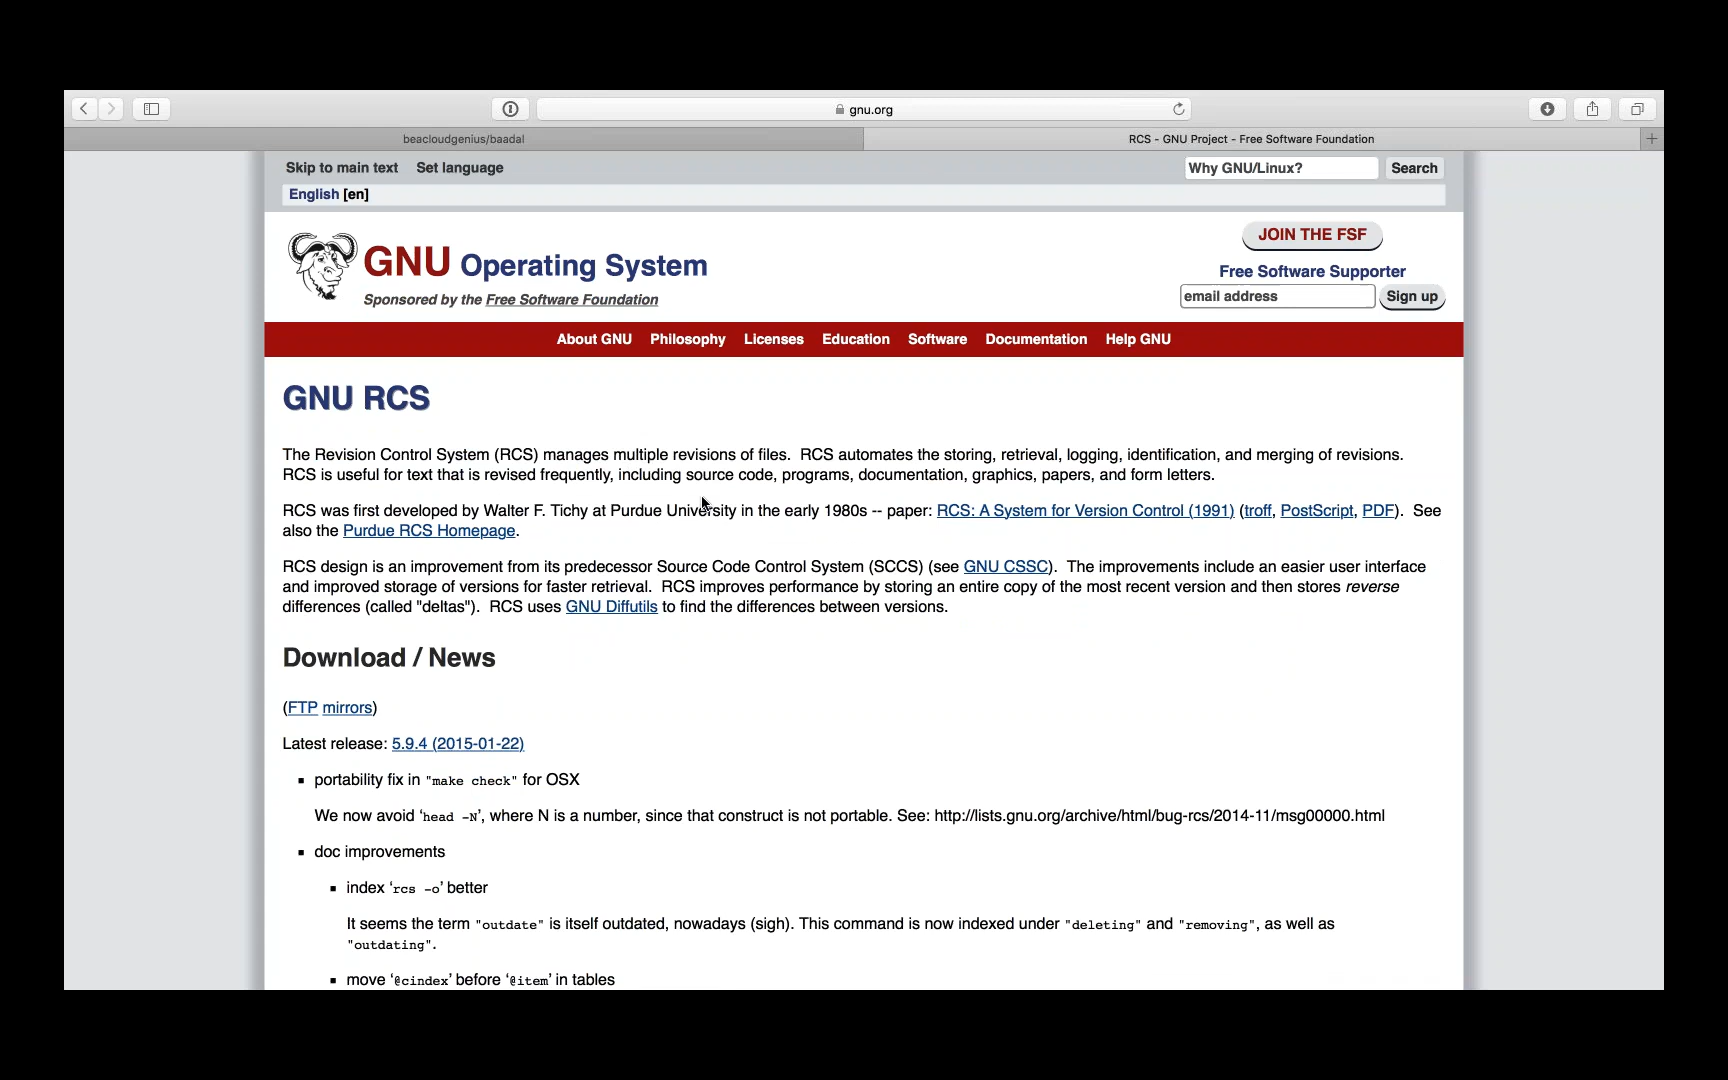 gnu.org
beacloudgenius/baadal
RCS - GNU Project - Free Software Foundation
Skip to main text Set language
Why GNU/Linux? Search
English [en]
JOIN THE FSF
GNU Operating System
Free Software Supporter
Sponsored by the Free Software Foundation
email address Sign up
About GNU Philosophy Licenses Education Software Documentation Help GNU
GNU RCS
The Revision Control System (RCS) manages multiple revisions of files. RCS automates the storing, retrieval, logging, identification, and merging of revisions.
RCS is useful for text that is revised frequently, including source code, programs, documentation, graphics, papers, and form letters.
RCS was first developed by Walter F. Tichy at Purdue University in the early 1980s -- paper: RCS: A System for Version Control (1991) (troff, PostScript, PDF). See
also the Purdue RCS Homepage.
RCS design is an improvement from its predecessor Source Code Control System (SCCS) (see GNU CSSC). The improvements include an easier user interface
and improved storage of versions for faster retrieval. RCS improves performance by storing an entire copy of the most recent version and then stores reverse
differences (called "deltas"). RCS uses GNU Diffutils to find the differences between versions.
Download / News
(FTP mirrors)
Latest release: 5.9.4 (2015-01-22)
▪ portability fix in "make check" for OSX
We now avoid ‘head -N’, where N is a number, since that construct is not portable. See: http://lists.gnu.org/archive/html/bug-rcs/2014-11/msg00000.html
▪ doc improvements
▪ index ‘rcs -o’ better
It seems the term "outdate" is itself outdated, nowadays (sigh). This command is now indexed under "deleting" and "removing", as well as
"outdating".
▪ move ‘@cindex’ before ‘@item’ in tables